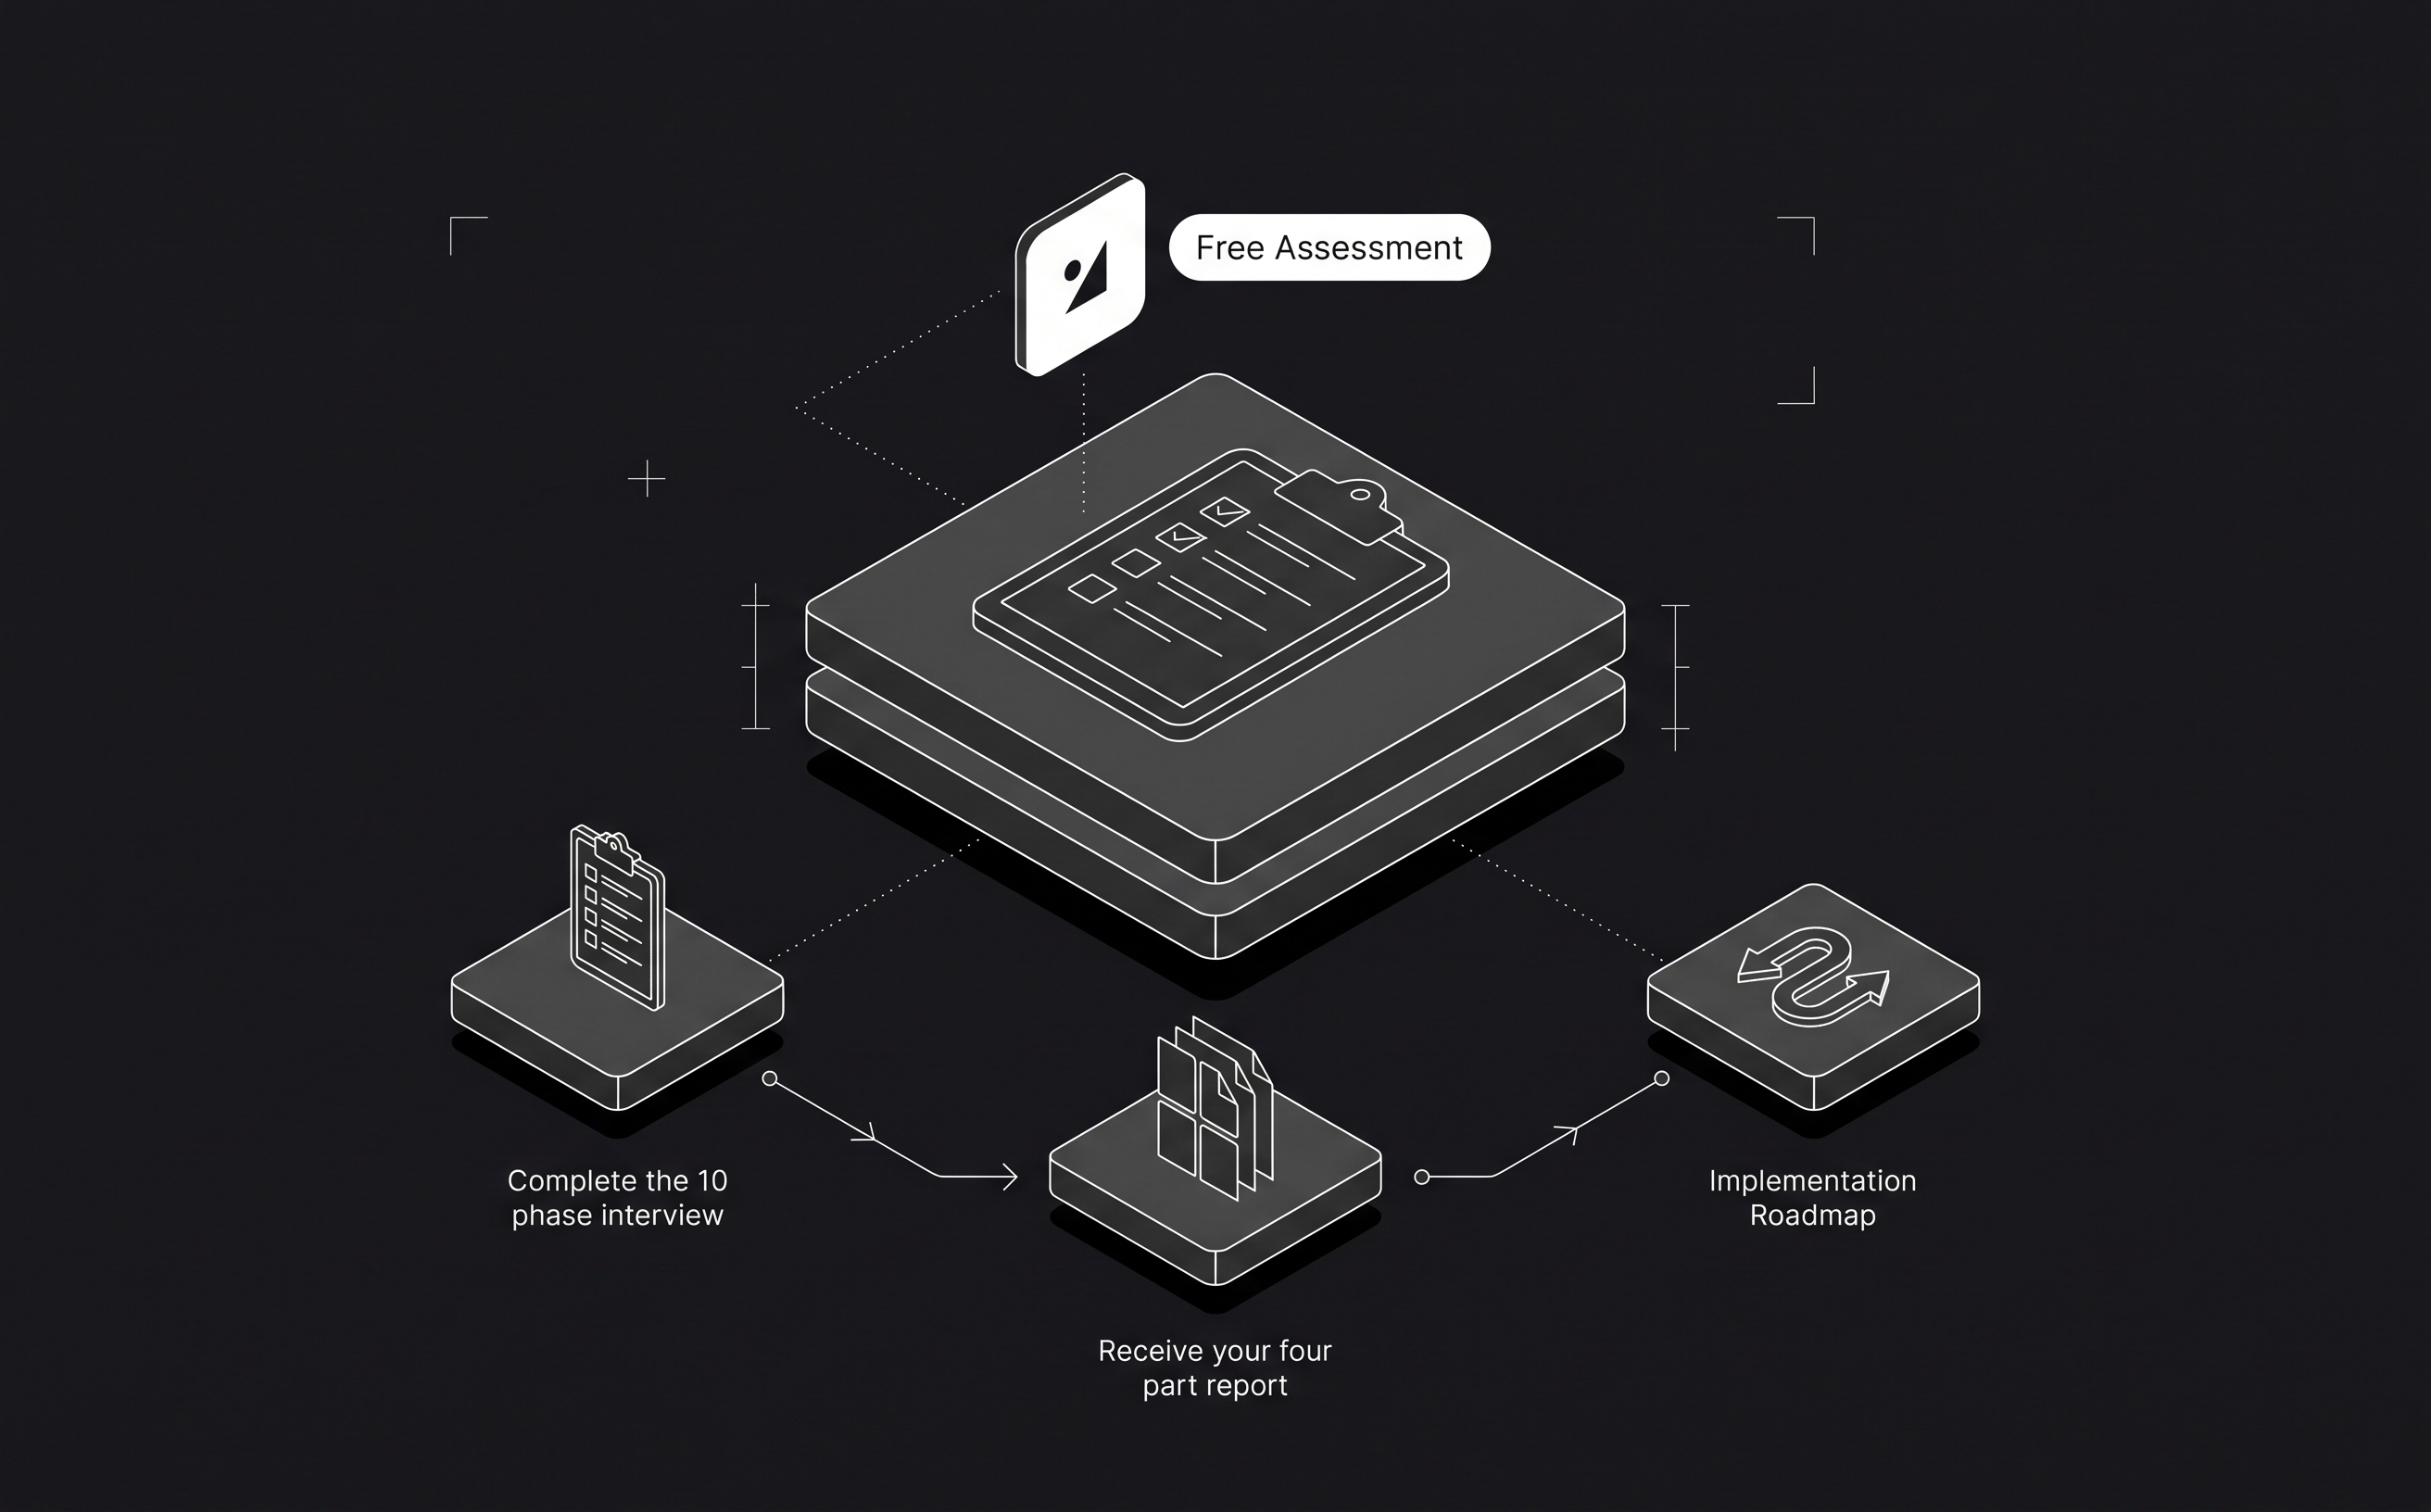 Free Assessment
Complete the 10
phase interview
Receive your four
part report
Implementation
Roadmap